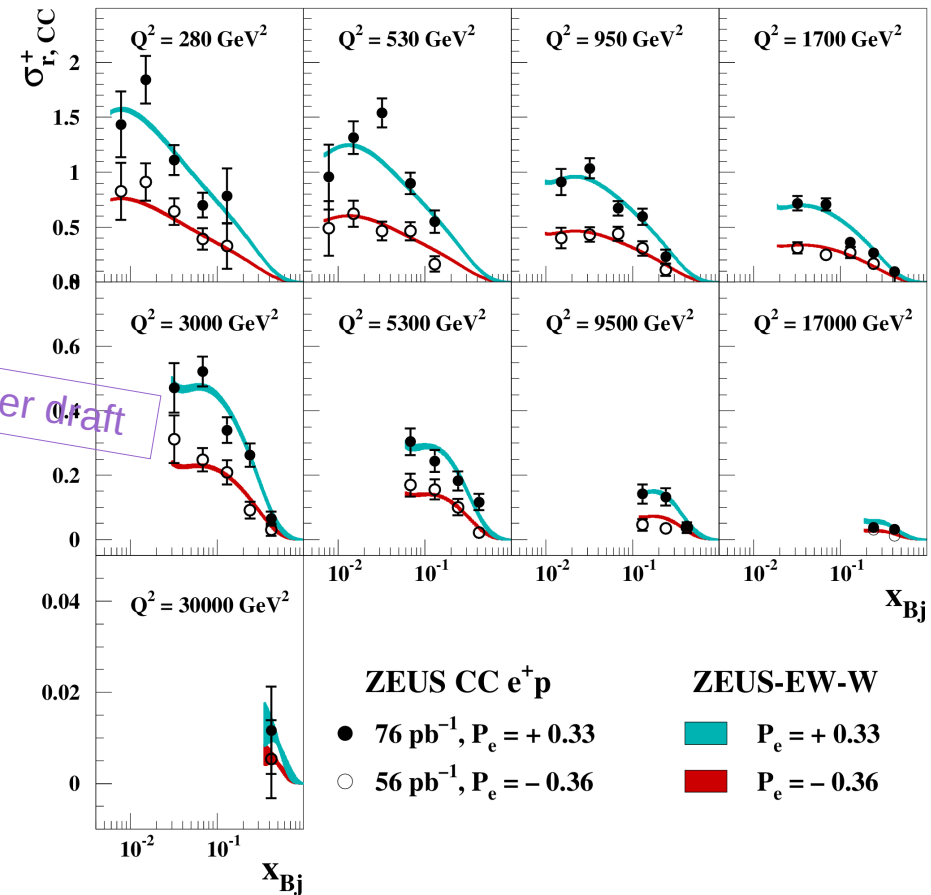 σ⁺r, CC
Q² = 280 GeV²
Q² = 530 GeV²
Q² = 950 GeV²
Q² = 1700 GeV²
2
1.5
1
0.5
Q² = 3000 GeV²
Q² = 5300 GeV²
Q² = 9500 GeV²
Q² = 17000 GeV²
0.6
0.4
0.2
0
er draft
10⁻² 10⁻¹
10⁻² 10⁻¹
10⁻² 10⁻¹
xBj
Q² = 30000 GeV²
0.04
0.02
0
10⁻² 10⁻¹
xBj
ZEUS CC e⁺p
76 pb⁻¹, Pe = + 0.33
56 pb⁻¹, Pe = − 0.36
ZEUS-EW-W
Pe = + 0.33
Pe = − 0.36